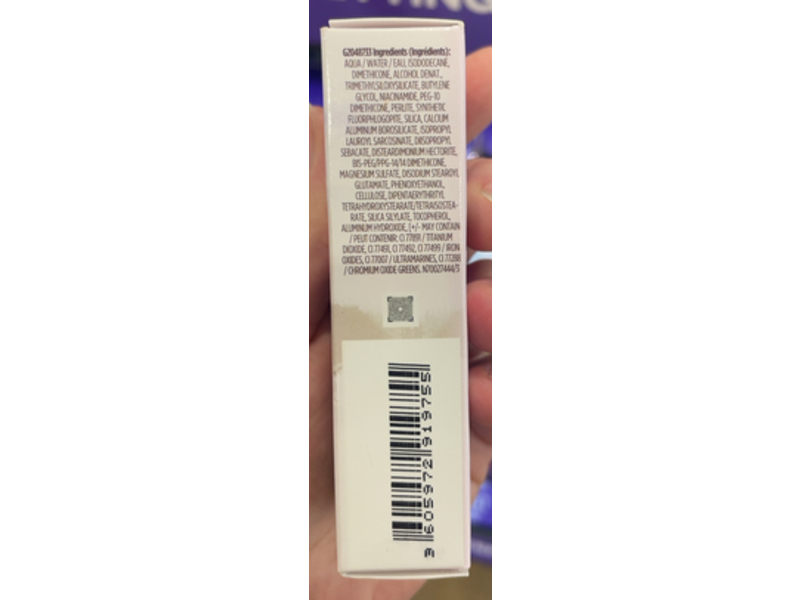 G2048733 Ingredients (Ingrédients):
AQUA / WATER / EAU, ISODODECANE,
DIMETHICONE, ALCOHOL DENAT.,
TRIMETHYLSILOXYSILICATE, BUTYLENE
GLYCOL, NIACINAMIDE, PEG-10
DIMETHICONE, PERLITE, SYNTHETIC
FLUORPHLOGOPITE, SILICA, CALCIUM
ALUMINUM BOROSILICATE, ISOPROPYL
LAUROYL SARCOSINATE, DIISOPROPYL
SEBACATE, DISTEARDIMONIUM HECTORITE,
BIS-PEG/PPG-14/14 DIMETHICONE,
MAGNESIUM SULFATE, DISODIUM STEAROYL
GLUTAMATE, PHENOXYETHANOL,
CELLULOSE, DIPENTAERYTHRITYL
TETRAHYDROXYSTEARATE/TETRAISOSTEA-
RATE, SILICA SILYLATE, TOCOPHEROL,
ALUMINUM HYDROXIDE, [+/- MAY CONTAIN
/ PEUT CONTENIR: CI 77891 / TITANIUM
DIOXIDE, CI 77491, CI 77492, CI 77499 / IRON
OXIDES, CI 77007 / ULTRAMARINES, CI 77288
/ CHROMIUM OXIDE GREENS. N70027444/3
3 605972 919755